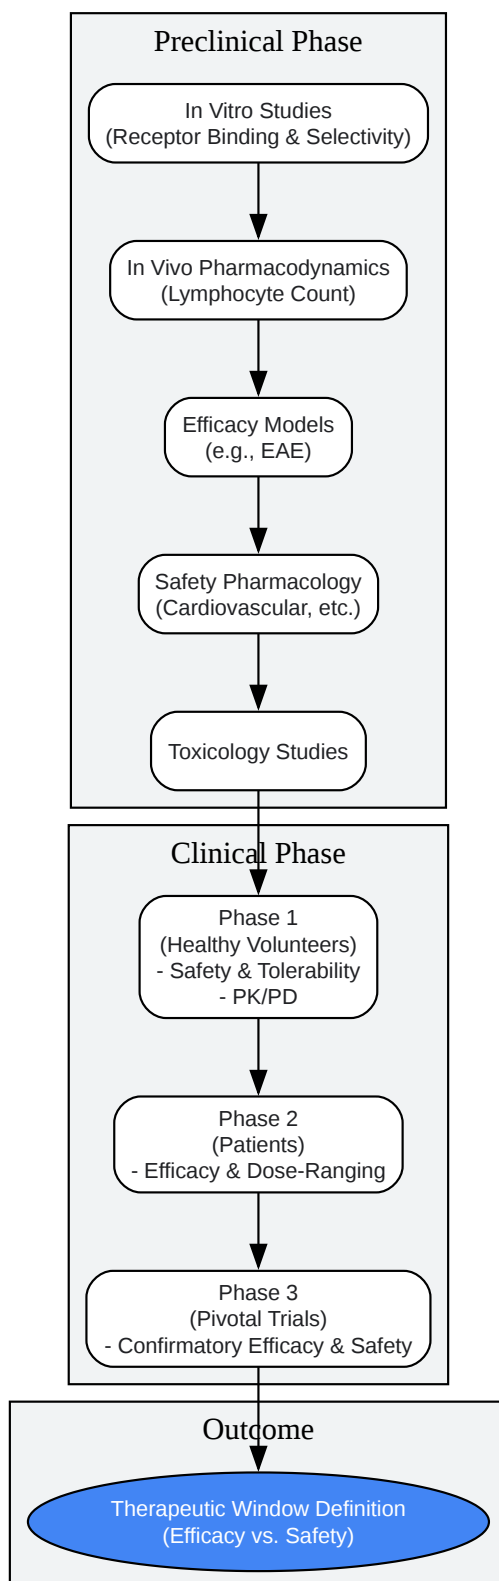 Preclinical Phase
In Vitro Studies
(Receptor Binding & Selectivity)
In Vivo Pharmacodynamics
(Lymphocyte Count)
Efficacy Models
(e.g., EAE)
Safety Pharmacology
(Cardiovascular, etc.)
Toxicology Studies
Clinical Phase
Phase 1
(Healthy Volunteers)
- Safety & Tolerability
- PK/PD
Phase 2
(Patients)
- Efficacy & Dose-Ranging
Phase 3
(Pivotal Trials)
- Confirmatory Efficacy & Safety
Outcome
Therapeutic Window Definition
(Efficacy vs. Safety)